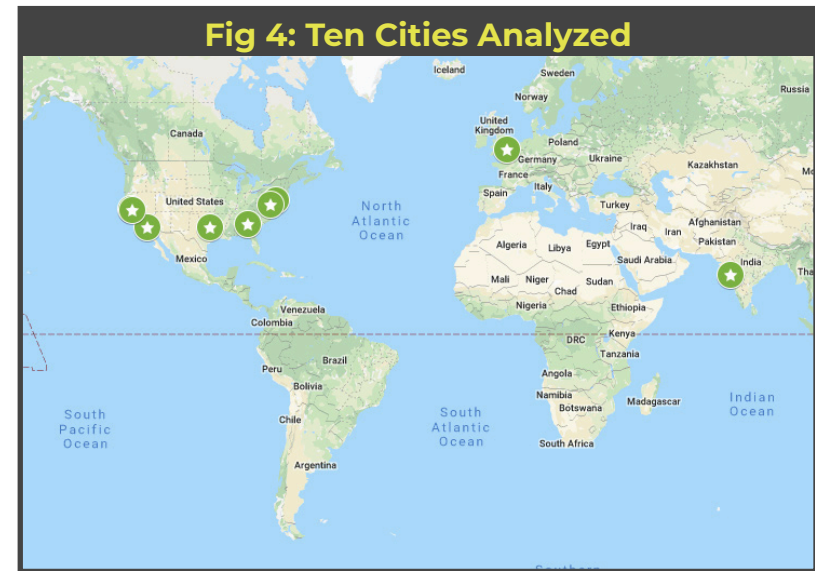 Fig 4: Ten Cities Analyzed
Iceland
Sweden
Russia
Norway
United
Kingdom
Canada
Poland
Germany
Ukraine
Kazakhstan
France
United States
Spain
Italy
Turkey
North
Atlantic
Ocean
Iraq
Iran
Afghanistan
Pakistan
Algeria
Libya
Egypt
Mexico
Saudi Arabia
India
Mali
Niger
Sudan
Chad
Nigeria
Ethiopia
Venezuela
Colombia
DRC
Kenya
Tanzania
Peru
Brazil
Angola
Bolivia
Namibia
Botswana
Madagascar
Indian
Ocean
South
Pacific
Ocean
Chile
South
Atlantic
Ocean
South Africa
Argentina